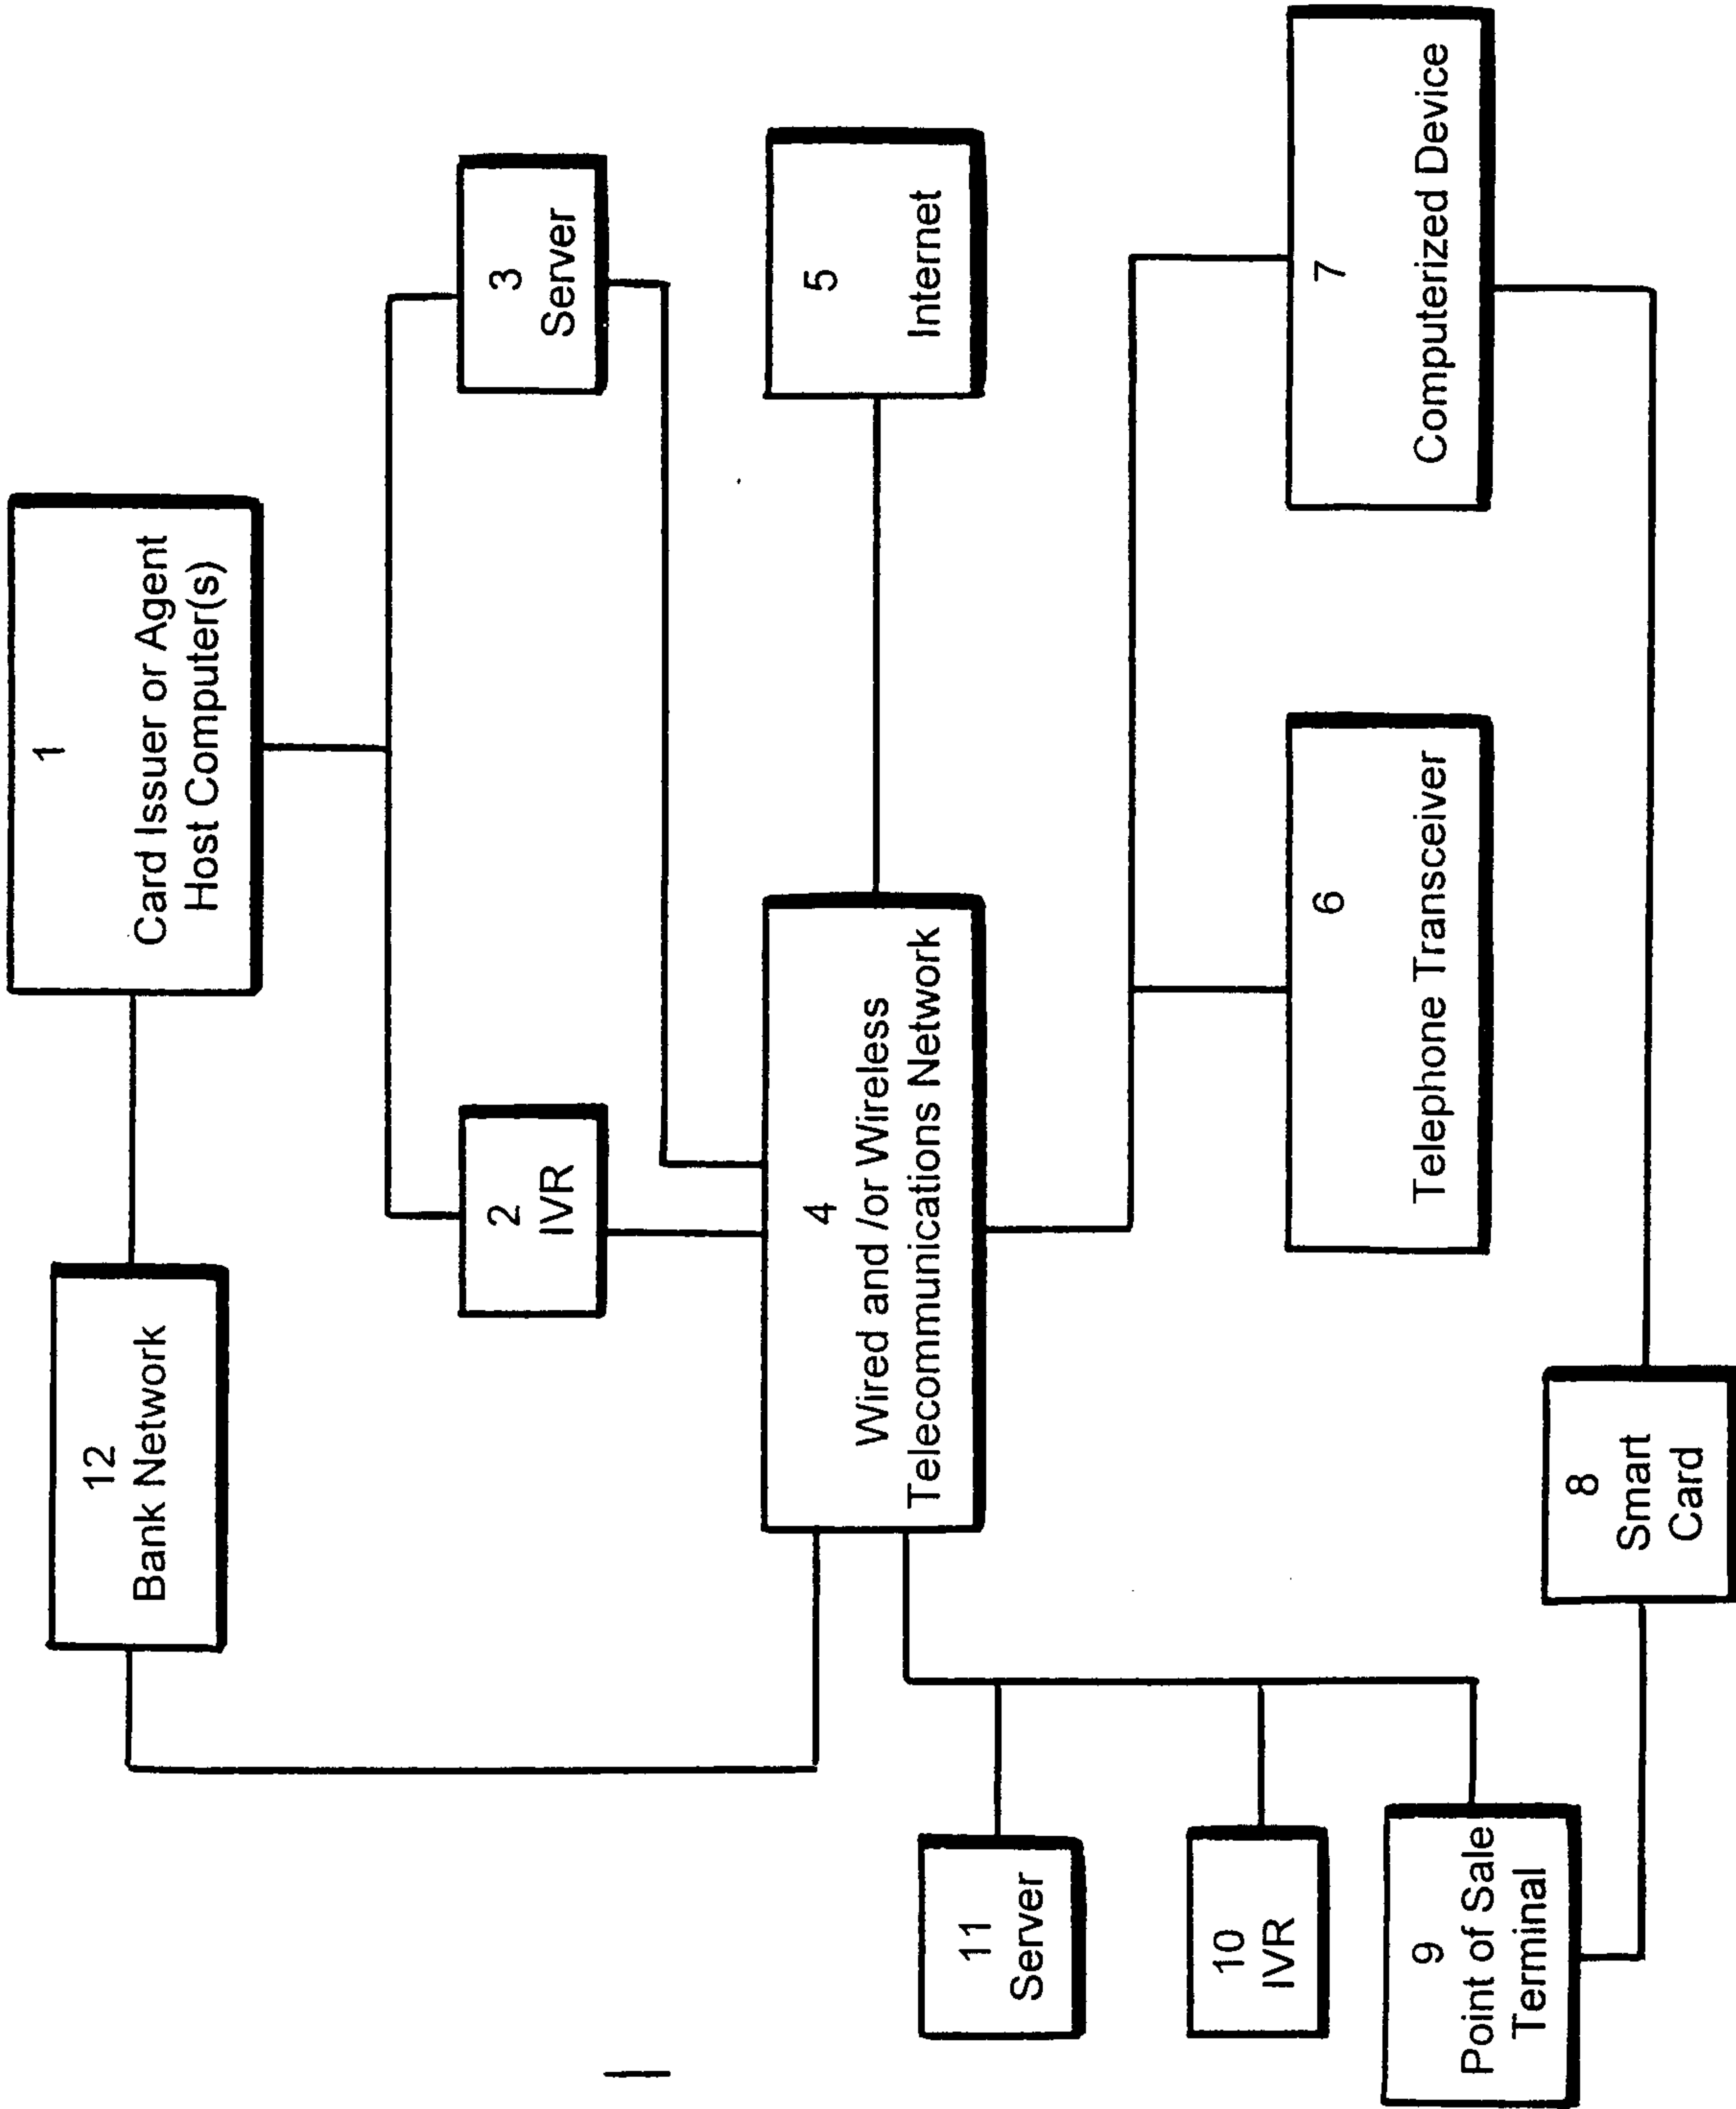 1
Card Issuer or Agent
Host Computer(s)
12
Bank Network
2
IVR
3
Server
4
Wired and /or Wireless
Telecommunications Network
5
Internet
11
Server
10
IVR
9
Point of Sale
Terminal
6
Telephone Transceiver
7
Computerized Device
8
Smart
Card